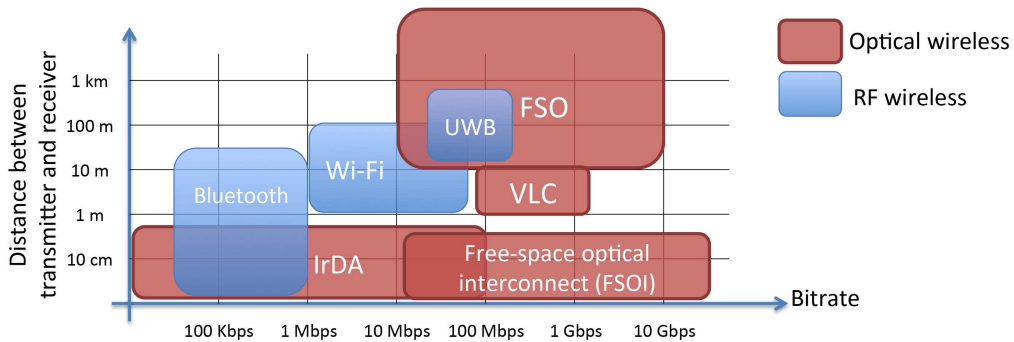 Distance between
transmitter and receiver
1 km
100 m
10 m
1 m
10 cm
FSO
UWB
Wi-Fi
Bluetooth
VLC
IrDA
Free-space optical
interconnect (FSOI)
Optical wireless
RF wireless
Bitrate
100 Kbps
1 Mbps
10 Mbps
100 Mbps
1 Gbps
10 Gbps